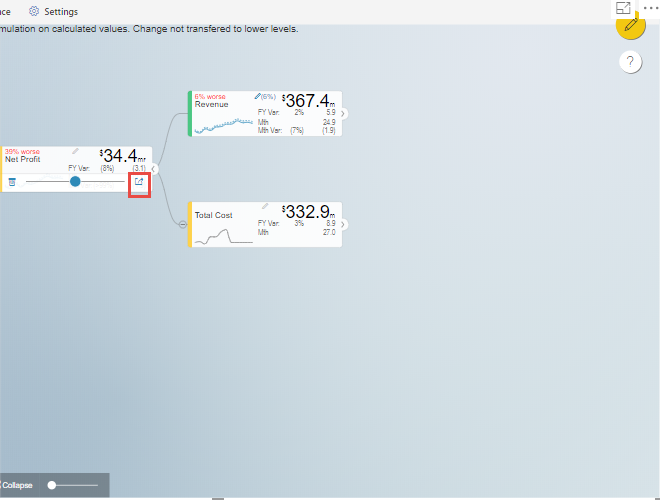 ce Settings
mulation on calculated values. Change not transfered to lower levels.
?
6% worse (6%) $367.4m
Revenue
FY Var: 2% 5.9
Mth 24.9
Mth Var: (7%) (1.9)
39% worse $34.4m
Net Profit
FY Var: (8%) (3.1)
Total Cost $332.9m
FY Var: 3% 8.9
Mth 27.0
Collapse